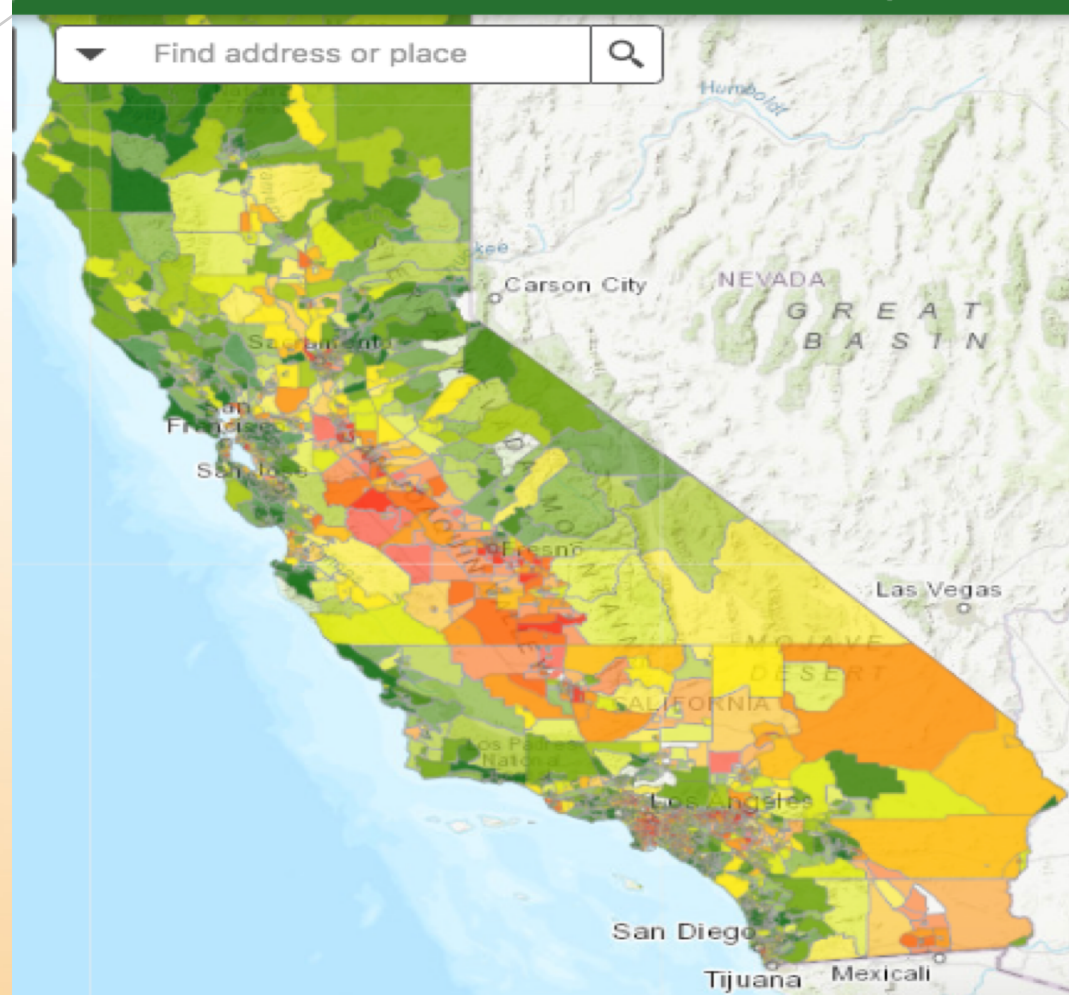 Find address or place
Humboldt
kee
Carson City
NEVADA
GREAT
BASIN
Sacramento
San
Francisco
San Jose
Fresno
Las Vegas
MOJAVE
DESERT
CALIFORNIA
Los Padres
National
Los Angeles
San Diego
Tijuana
Mexicali